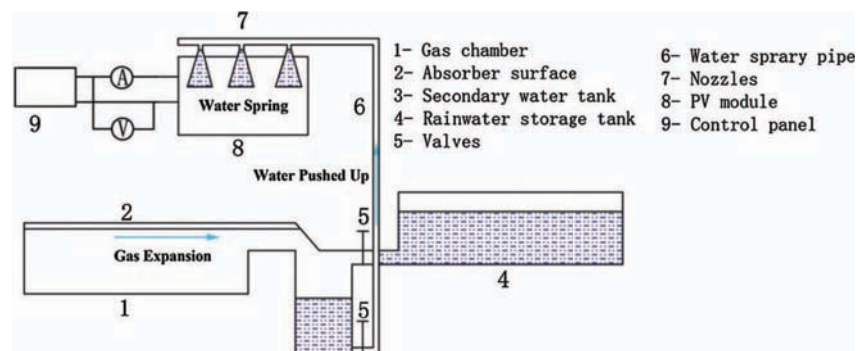 7
A
V
9
Water Spring
8
6
1- Gas chamber
2- Absorber surface
3- Secondary water tank
4- Rainwater storage tank
5- Valves
6- Water sprary pipe
7- Nozzles
8- PV module
9- Control panel
Water Pushed Up
2
Gas Expansion
1
5
4
5